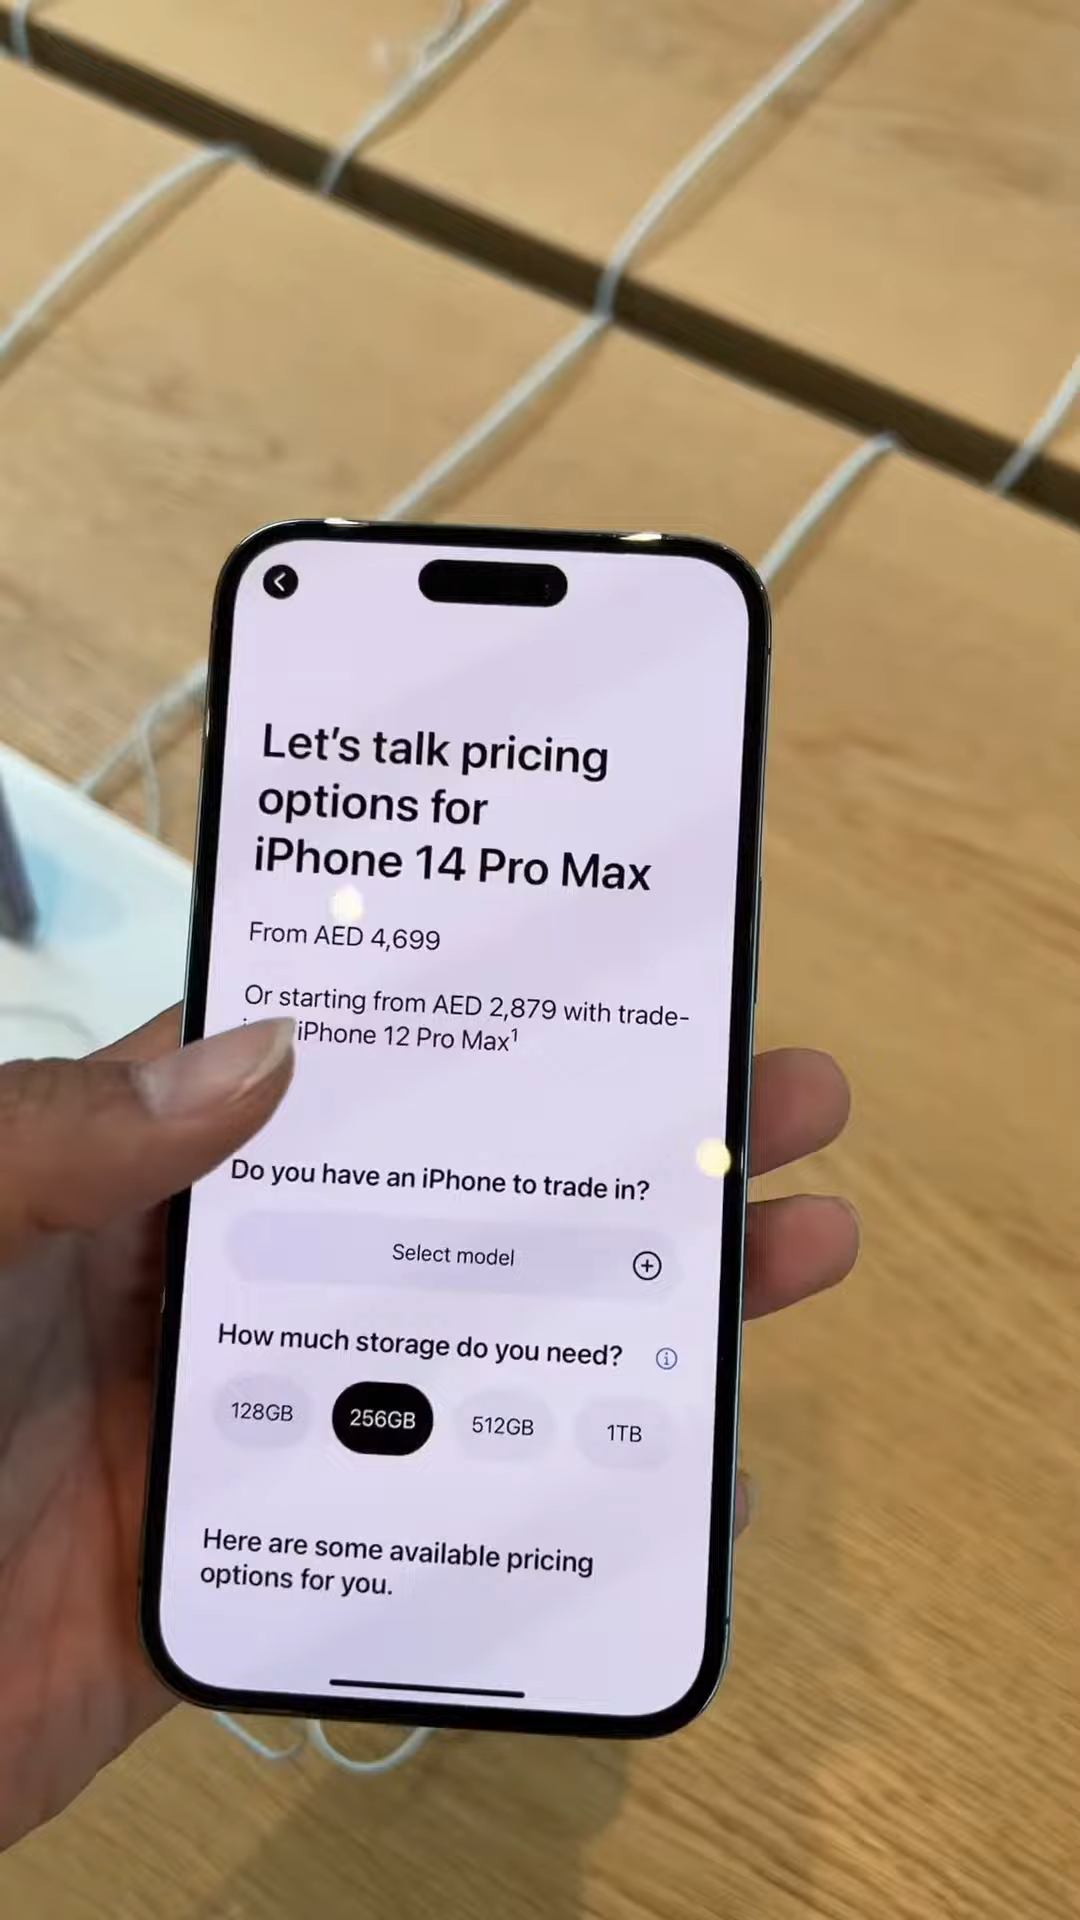 Let's talk pricing
options for
iPhone 14 Pro Max
From AED 4,699
Or starting from AED 2,879 with trade-
iPhone 12 Pro Max¹
Do you have an iPhone to trade in?
Select model
How much storage do you need?
128GB 256GB 512GB 1TB
Here are some available pricing
options for you.